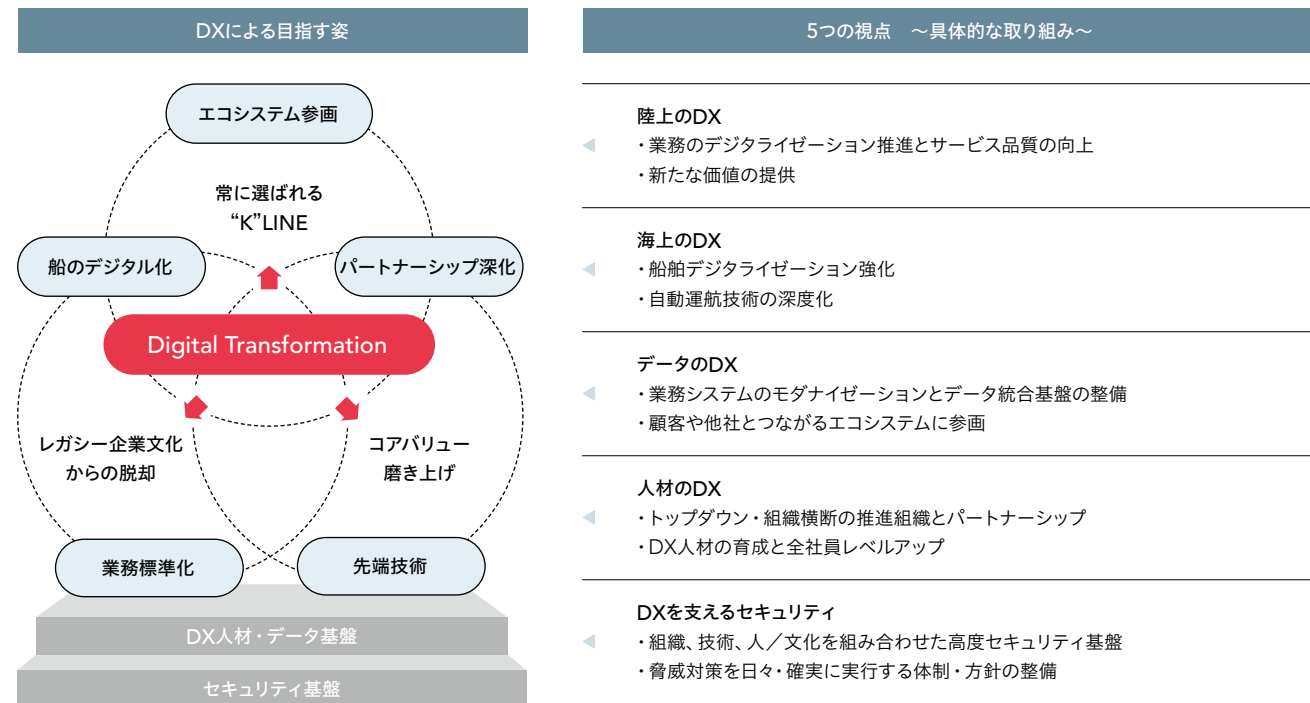 DXによる目指す姿
エコシステム参画
常に選ばれる
“K”LINE
船のデジタル化
パートナーシップ深化
Digital Transformation
レガシー企業文化
からの脱却
コアバリュー
磨き上げ
業務標準化
先端技術
DX人材・データ基盤
セキュリティ基盤
5つの視点　～具体的な取り組み～
陸上のDX
・業務のデジタライゼーション推進とサービス品質の向上
・新たな価値の提供
海上のDX
・船舶デジタライゼーション強化
・自動運航技術の深度化
データのDX
・業務システムのモダナイゼーションとデータ統合基盤の整備
・顧客や他社とつながるエコシステムに参画
人材のDX
・トップダウン・組織横断の推進組織とパートナーシップ
・DX人材の育成と全社員レベルアップ
DXを支えるセキュリティ
・組織、技術、人／文化を組み合わせた高度セキュリティ基盤
・脅威対策を日々・確実に実行する体制・方針の整備